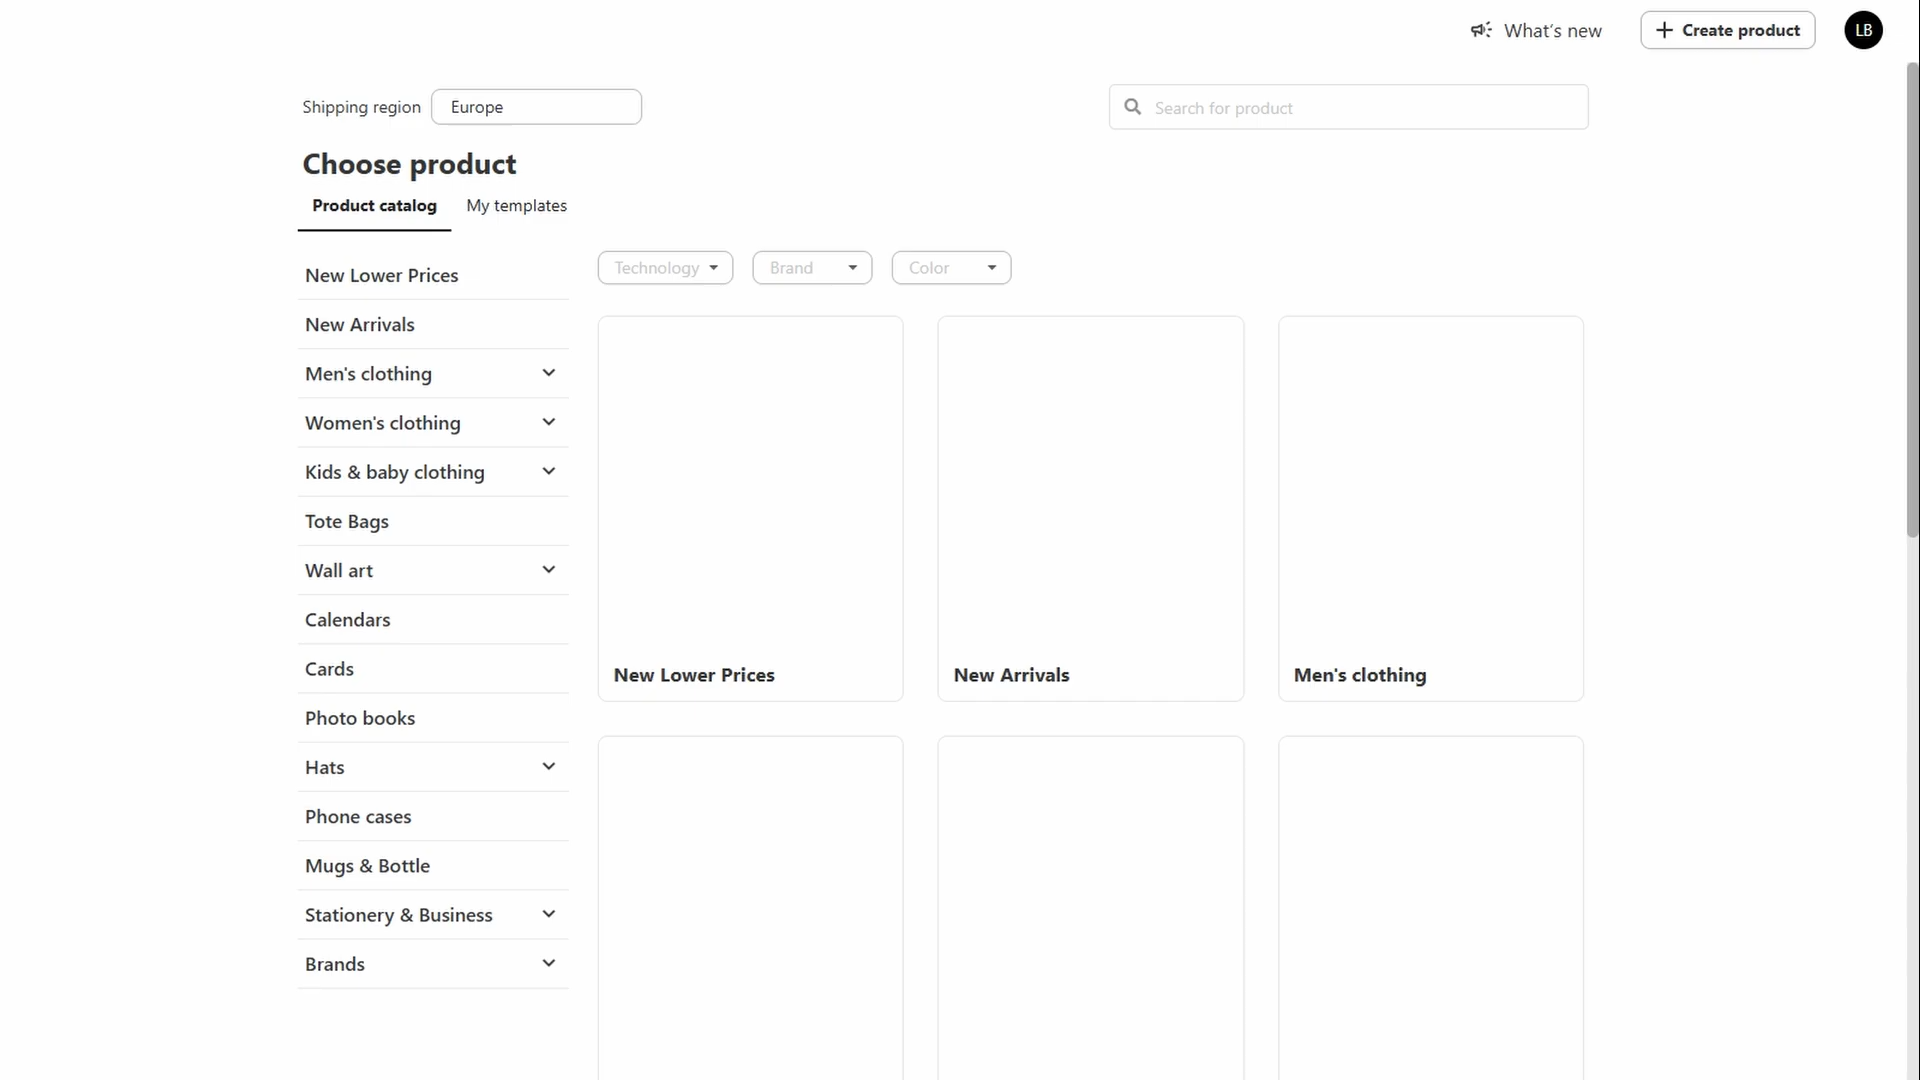 What's new
Create product
LB
Shipping region
Europe
Search for product
Choose product
Product catalog
My templates
New Lower Prices
New Arrivals
Men's clothing
Women's clothing
Kids & baby clothing
Tote Bags
Wall art
Calendars
Cards
Photo books
Hats
Phone cases
Mugs & Bottle
Stationery & Business
Brands
Technology
Brand
Color
New Lower Prices
New Arrivals
Men's clothing